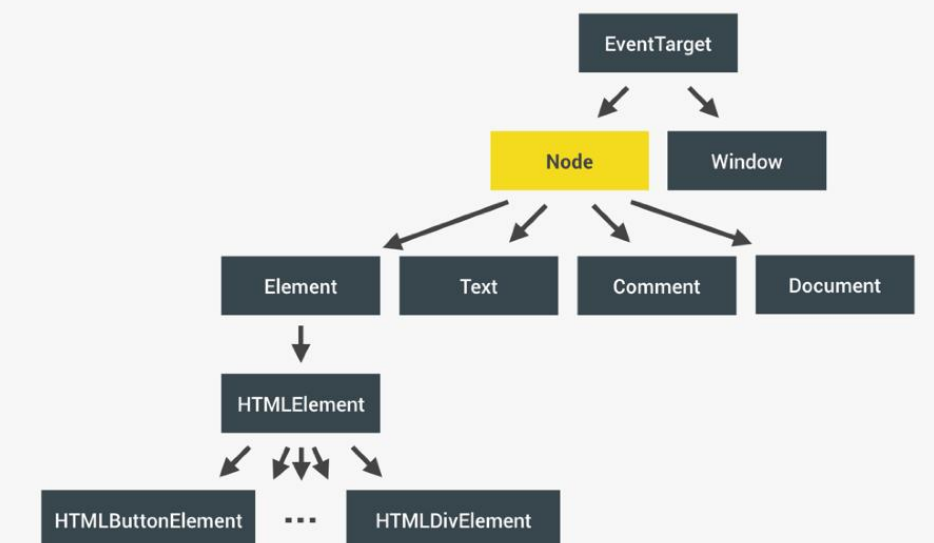 EventTarget
Node
Window
Element
Text
Comment
Document
HTMLElement
HTMLButtonElement
...
HTMLDivElement